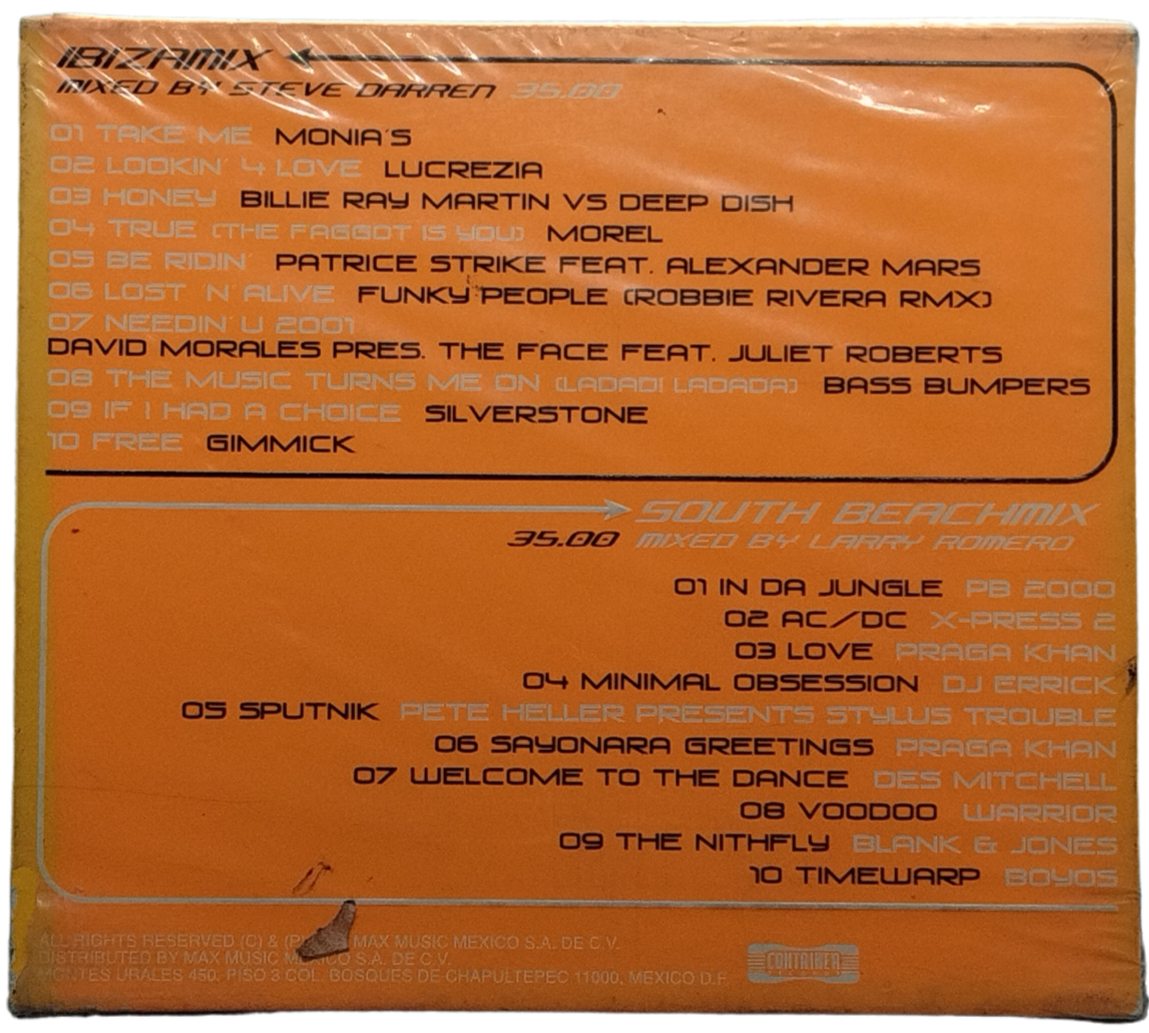 IBIZAMIX
MIXED BY STEVE DARREN 35.00
01 TAKE ME MONIA'S
02 LOOKIN' 4 LOVE LUCREZIA
03 HONEY BILLIE RAY MARTIN VS DEEP DISH
04 TRUE (THE FAGGOT IS YOU) MOREL
05 BE RIDIN' PATRICE STRIKE FEAT. ALEXANDER MARS
06 LOST 'N' ALIVE FUNKY PEOPLE (ROBBIE RIVERA RMX)
07 NEEDIN' U 2001
DAVID MORALES PRES. THE FACE FEAT. JULIET ROBERTS
08 THE MUSIC TURNS ME ON (LADADI LADADA) BASS BUMPERS
09 IF I HAD A CHOICE SILVERSTONE
10 FREE GIMMICK
SOUTH BEACHMIX
35.00 MIXED BY LARRY ROMERO
01 IN DA JUNGLE PB 2000
02 AC/DC X-PRESS 2
03 LOVE PRAGA KHAN
04 MINIMAL OBSESSION DJ ERRICK
05 SPUTNIK PETE HELLER PRESENTS STYLUS TROUBLE
06 SAYONARA GREETINGS PRAGA KHAN
07 WELCOME TO THE DANCE DES MITCHELL
08 VOODOO WARRIOR
09 THE NITHFLY BLANK & JONES
10 TIMEWARP BOYOS
ALL RIGHTS RESERVED (C) & (P) MAX MUSIC MEXICO S.A. DE C.V.
DISTRIBUTED BY MAX MUSIC MEXICO S.A. DE C.V.
MONTES URALES 450, PISO 3 COL. BOSQUES DE CHAPULTEPEC 11000, MEXICO D.F.
CONTAINER